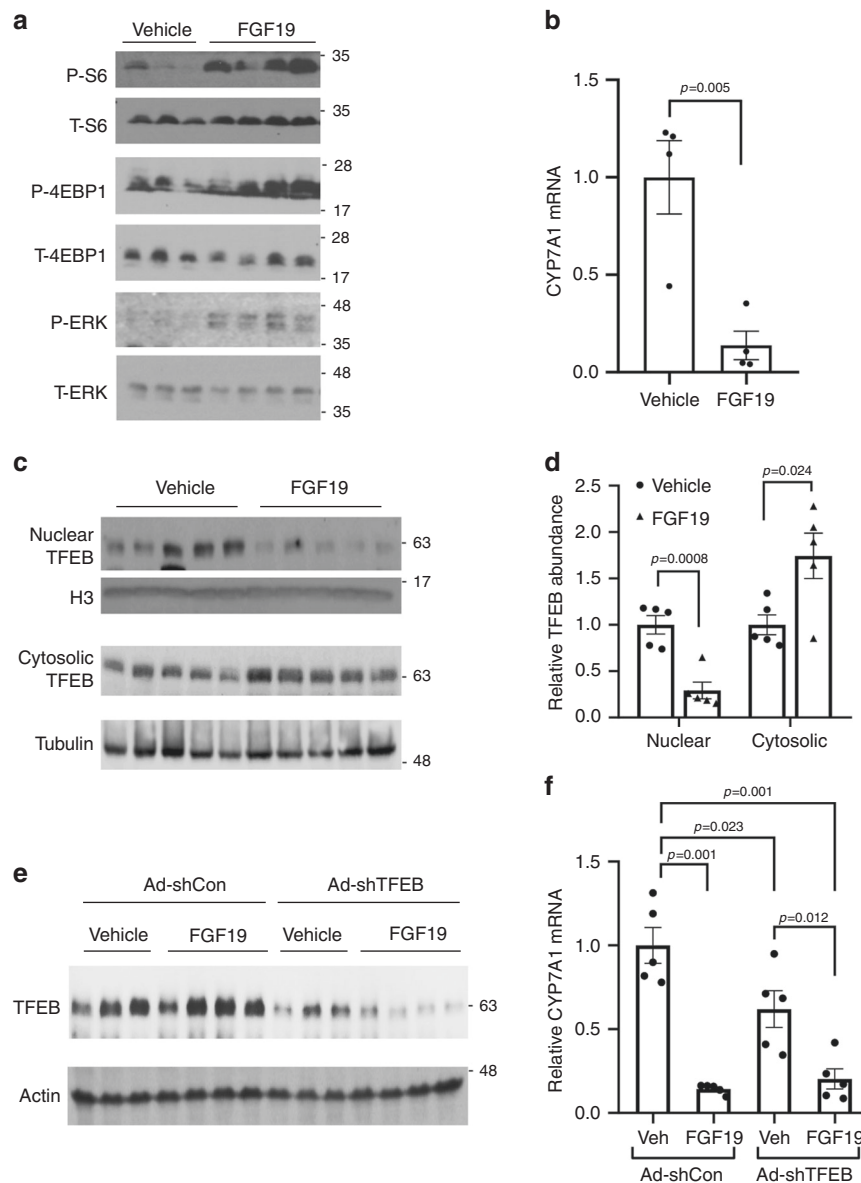 a
Vehicle FGF19
P-S6
35
T-S6
35
P-4EBP1
28
17
T-4EBP1
28
17
P-ERK
48
35
T-ERK
48
35
b
CYP7A1 mRNA
1.5
1.0
0.5
0.0
p=0.005
Vehicle FGF19
c
Vehicle FGF19
Nuclear
TFEB
63
H3
17
Cytosolic
TFEB
63
Tubulin
48
d
Relative TFEB abundance
2.5
2.0
1.5
1.0
0.5
0.0
Vehicle
FGF19
p=0.024
p=0.0008
Nuclear Cytosolic
e
Ad-shCon Ad-shTFEB
Vehicle FGF19 Vehicle FGF19
TFEB
63
Actin
48
f
Relative CYP7A1 mRNA
1.5
1.0
0.5
0.0
p=0.001
p=0.023
p=0.001
p=0.012
Veh FGF19 Veh FGF19
Ad-shCon Ad-shTFEB